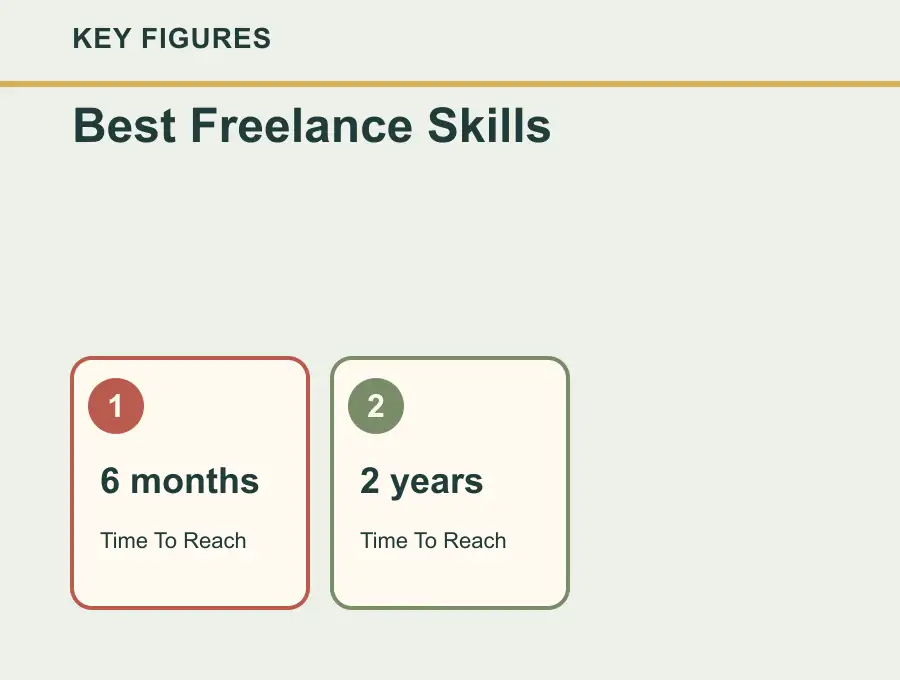 KEY FIGURES
Best Freelance Skills
1
6 months
Time To Reach
2
2 years
Time To Reach